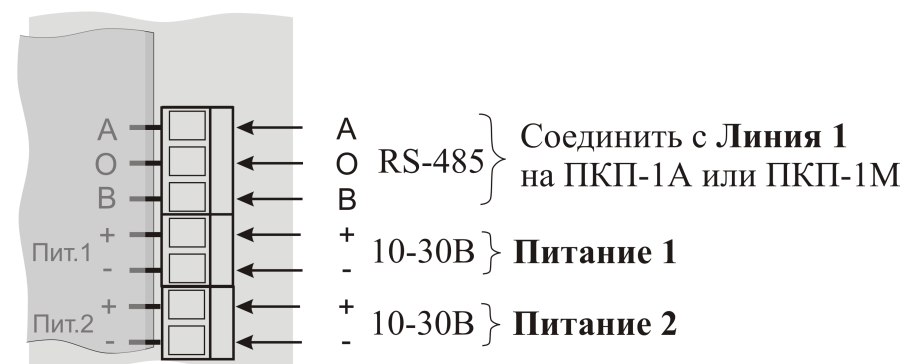 A A
O O RS-485 Соединить с Линия 1
B B на ПКП-1А или ПКП-1М
Пит.1 + + 10-30В Питание 1
- -
Пит.2 + + 10-30В Питание 2
- -